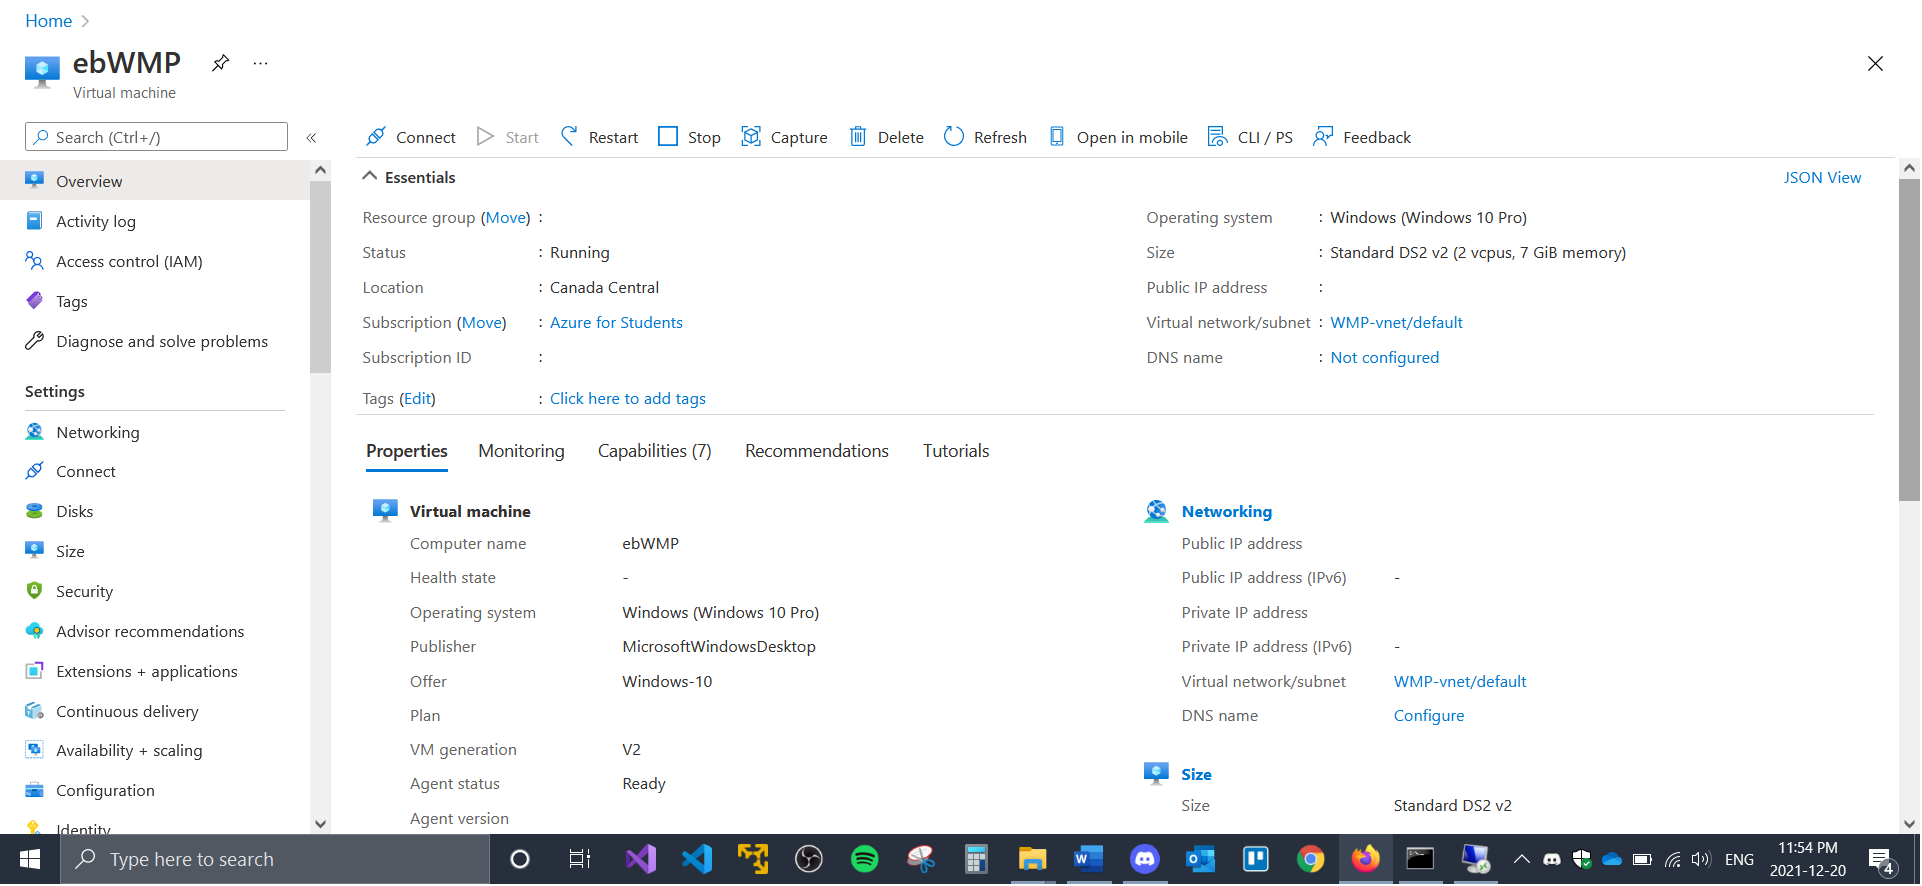 Home
ebWMP
Virtual machine
Search (Ctrl+/)
Connect Start Restart Stop Capture Delete Refresh Open in mobile CLI / PS Feedback
Overview
Activity log
Access control (IAM)
Tags
Diagnose and solve problems
Settings
Networking
Connect
Disks
Size
Security
Advisor recommendations
Extensions + applications
Continuous delivery
Availability + scaling
Configuration
Identity
Essentials
JSON View
Resource group (Move) :
Status : Running
Location : Canada Central
Subscription (Move) : Azure for Students
Subscription ID :
Tags (Edit) : Click here to add tags
Operating system : Windows (Windows 10 Pro)
Size : Standard DS2 v2 (2 vcpus, 7 GiB memory)
Public IP address :
Virtual network/subnet : WMP-vnet/default
DNS name : Not configured
Properties Monitoring Capabilities (7) Recommendations Tutorials
Virtual machine
Computer name ebWMP
Health state -
Operating system Windows (Windows 10 Pro)
Publisher MicrosoftWindowsDesktop
Offer Windows-10
Plan
VM generation V2
Agent status Ready
Agent version
Networking
Public IP address
Public IP address (IPv6) -
Private IP address
Private IP address (IPv6) -
Virtual network/subnet WMP-vnet/default
DNS name Configure
Size
Size Standard DS2 v2
Type here to search
ENG
11:54 PM
2021-12-20
4